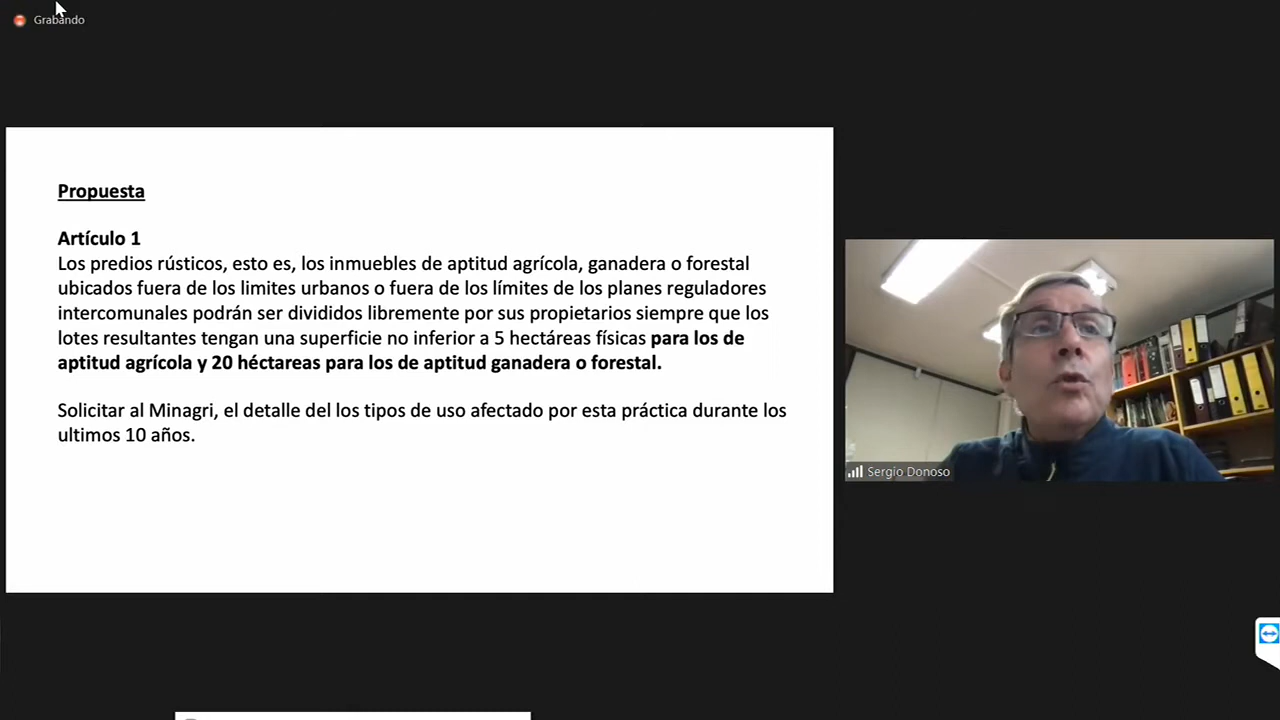 Grabando
Propuesta
Artículo 1
Los predios rústicos, esto es, los inmuebles de aptitud agrícola, ganadera o forestal
ubicados fuera de los limites urbanos o fuera de los límites de los planes reguladores
intercomunales podrán ser divididos libremente por sus propietarios siempre que los
lotes resultantes tengan una superficie no inferior a 5 hectáreas físicas para los de
aptitud agrícola y 20 héctareas para los de aptitud ganadera o forestal.
Solicitar al Minagri, el detalle del los tipos de uso afectado por esta práctica durante los
ultimos 10 años.
Sergio Donoso